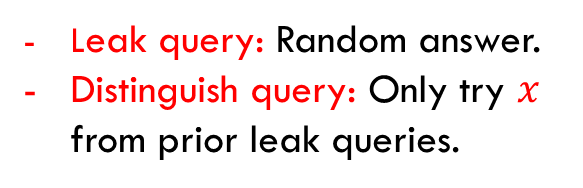 - Leak query: Random answer.
- Distinguish query: Only try x
from prior leak queries.